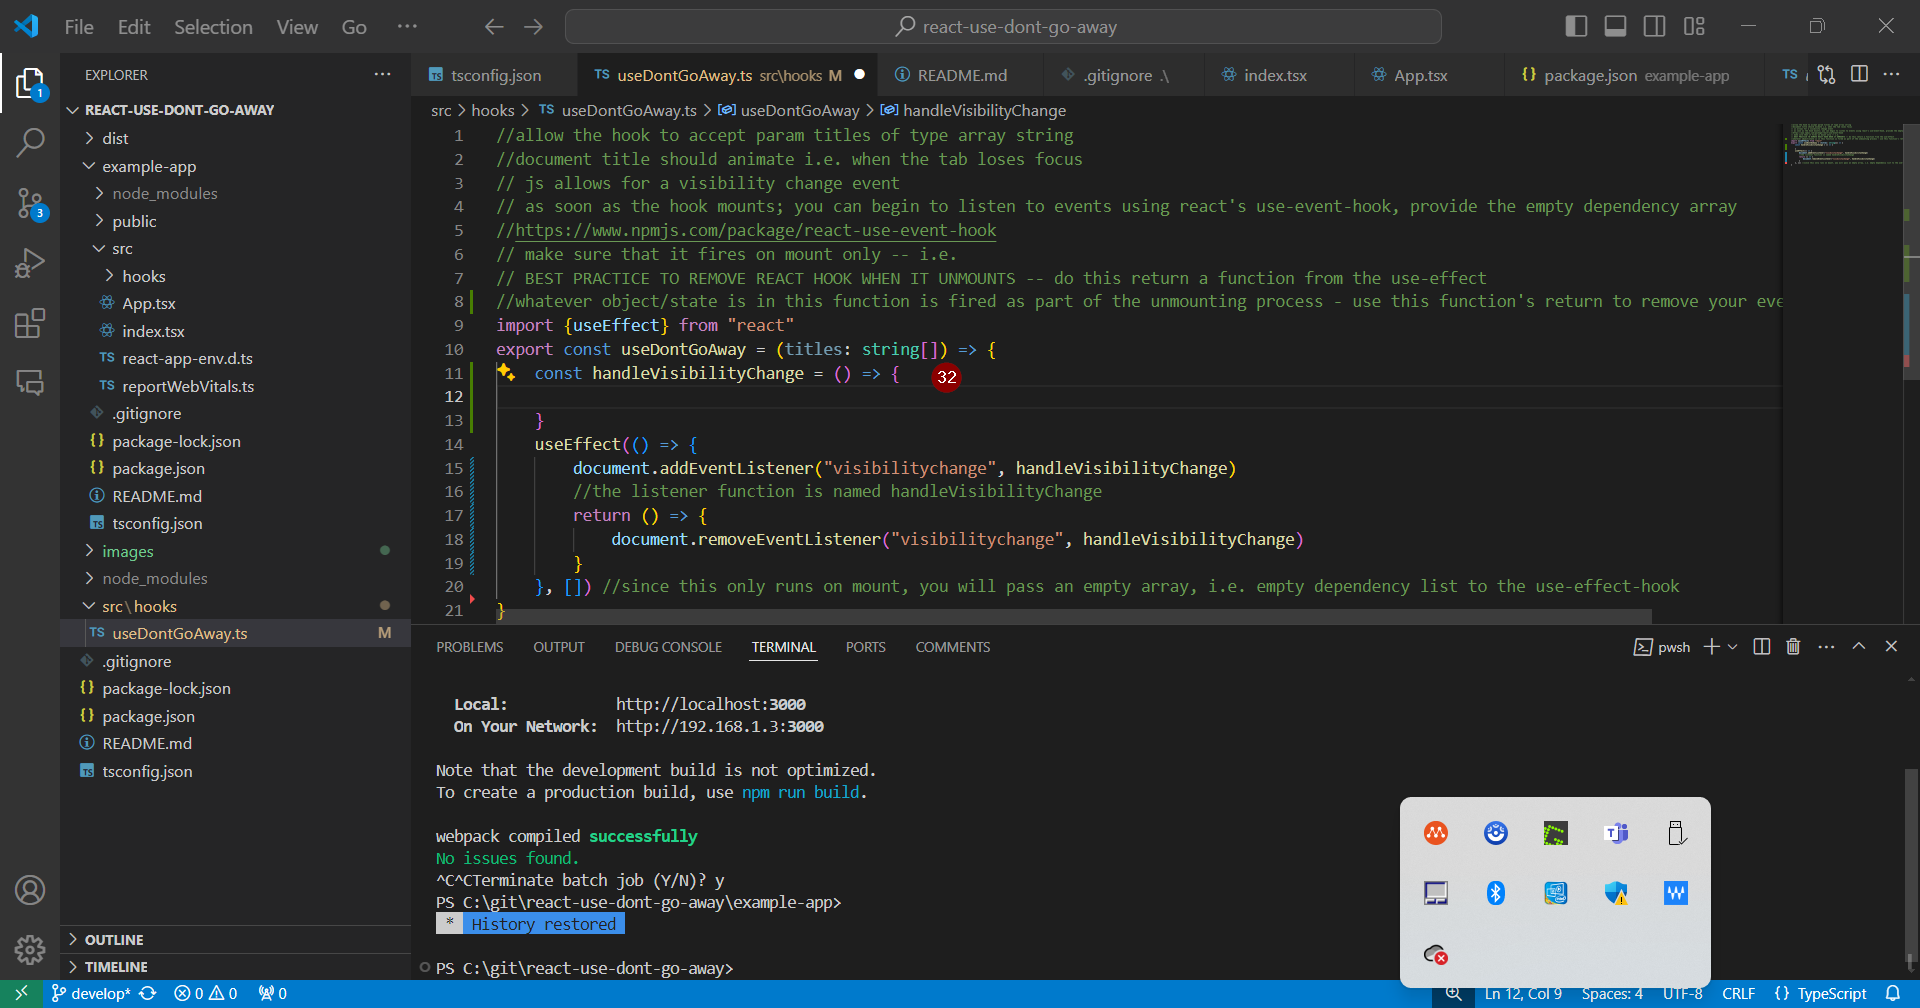 File Edit Selection View Go ··· react-use-dont-go-away
EXPLORER ···
REACT-USE-DONT-GO-AWAY
dist
example-app
node_modules
public
src
hooks
App.tsx
index.tsx
TS react-app-env.d.ts
TS reportWebVitals.ts
.gitignore
{} package-lock.json
{} package.json
README.md
TS tsconfig.json
images
node_modules
src\hooks
TS useDontGoAway.ts M
.gitignore
{} package-lock.json
{} package.json
README.md
TS tsconfig.json
OUTLINE
TIMELINE
1
3
TS tsconfig.json TS useDontGoAway.ts src\hooks M README.md .gitignore .\ index.tsx App.tsx {} package.json example-app TS
src > hooks > TS useDontGoAway.ts > useDontGoAway > handleVisibilityChange
1 //allow the hook to accept param titles of type array string
2 //document title should animate i.e. when the tab loses focus
3 // js allows for a visibility change event
4 // as soon as the hook mounts; you can begin to listen to events using react's use-event-hook, provide the empty dependency array
5 //https://www.npmjs.com/package/react-use-event-hook
6 // make sure that it fires on mount only -- i.e.
7 // BEST PRACTICE TO REMOVE REACT HOOK WHEN IT UNMOUNTS -- do this return a function from the use-effect
8 //whatever object/state is in this function is fired as part of the unmounting process - use this function's return to remove your eve
9 import {useEffect} from "react"
10 export const useDontGoAway = (titles: string[]) => {
11 const handleVisibilityChange = () => { 32
12
13 }
14 useEffect(() => {
15 document.addEventListener("visibilitychange", handleVisibilityChange)
16 //the listener function is named handleVisibilityChange
17 return () => {
18 document.removeEventListener("visibilitychange", handleVisibilityChange)
19 }
20 }, []) //since this only runs on mount, you will pass an empty array, i.e. empty dependency list to the use-effect-hook
21 }
PROBLEMS OUTPUT DEBUG CONSOLE TERMINAL PORTS COMMENTS pwsh
Local: http://localhost:3000
On Your Network: http://192.168.1.3:3000
Note that the development build is not optimized.
To create a production build, use npm run build.
webpack compiled successfully
No issues found.
^C^CTerminate batch job (Y/N)? y
PS C:\git\react-use-dont-go-away\example-app>
* History restored
PS C:\git\react-use-dont-go-away>
develop* 0 0 0 Ln 12, Col 9 Spaces: 4 UTF-8 CRLF {} TypeScript